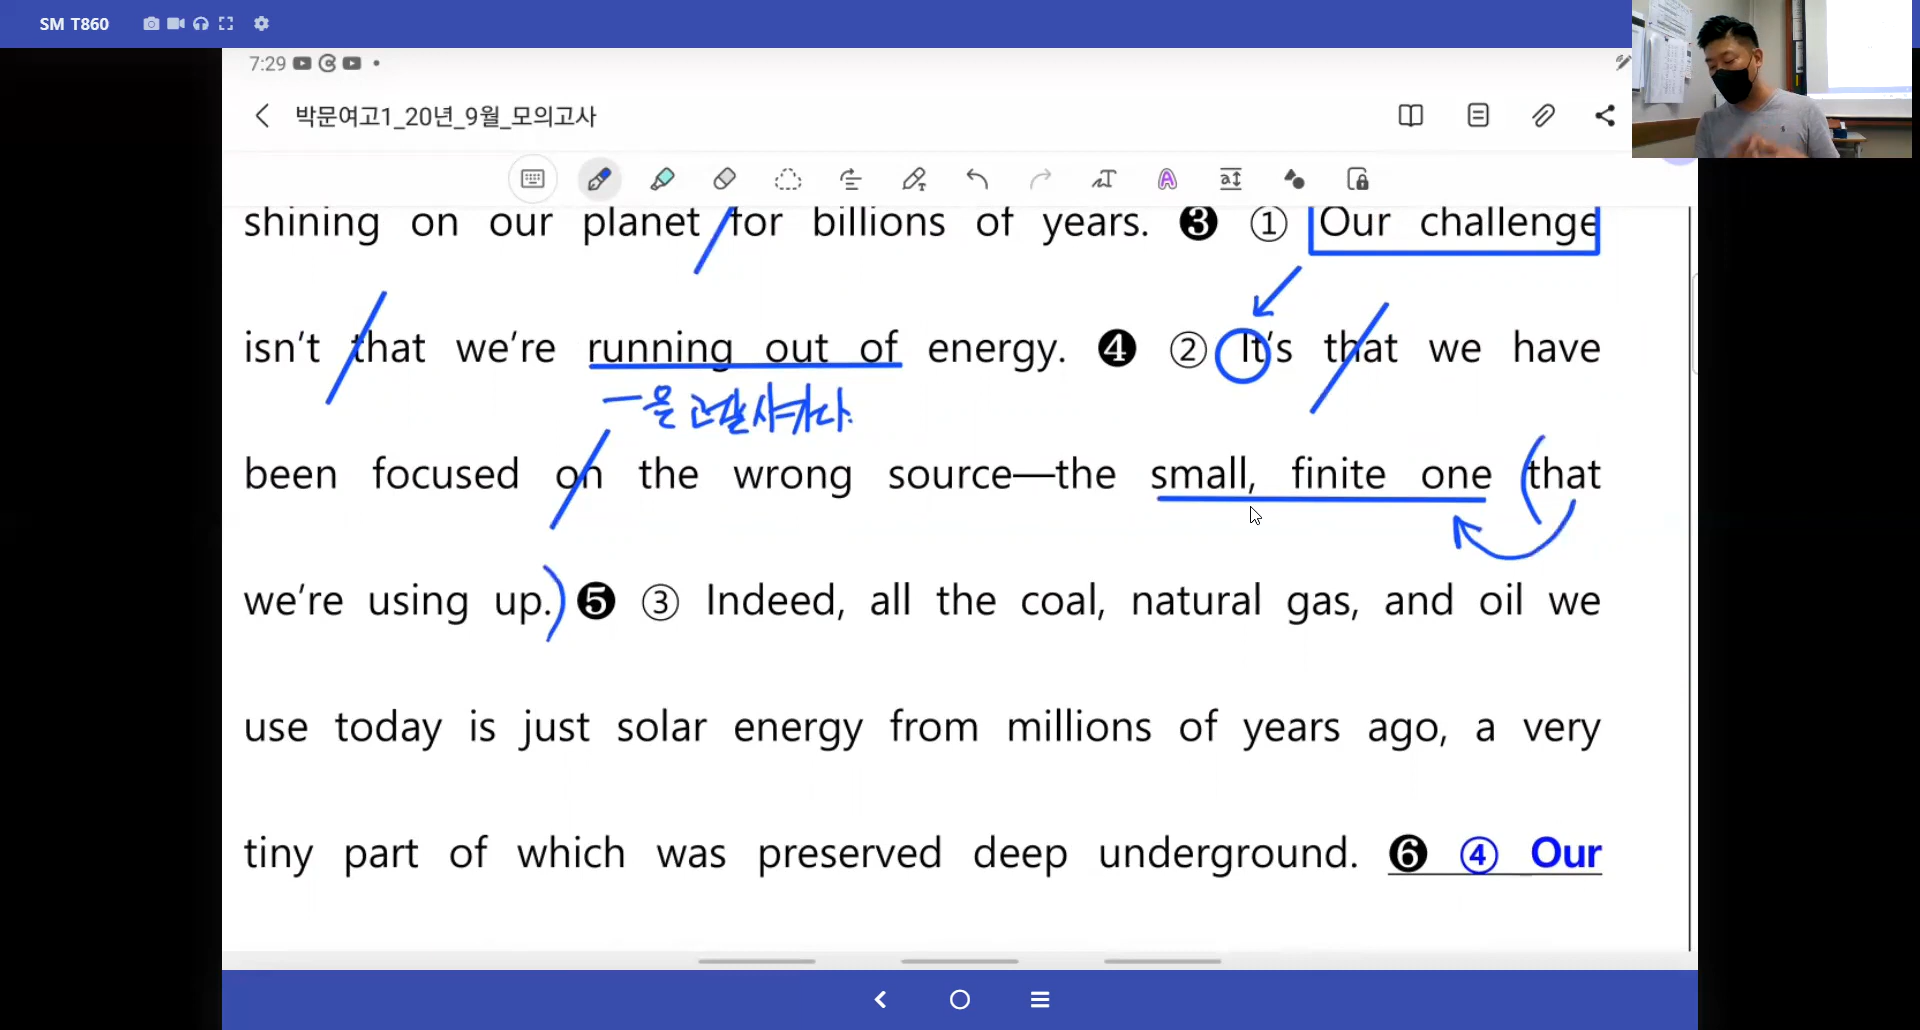 SM T860
7:29
박문여고1_20년_9월_모의고사
shining on our planet for billions of years. ❸ ① Our challenge
isn't that we're running out of energy. ❹ ② It's that we have
ㅡ을 고갈시키다.
been focused on the wrong source—the small, finite one that
we're using up. ❺ ③ Indeed, all the coal, natural gas, and oil we
use today is just solar energy from millions of years ago, a very
tiny part of which was preserved deep underground. ❻ ④ Our